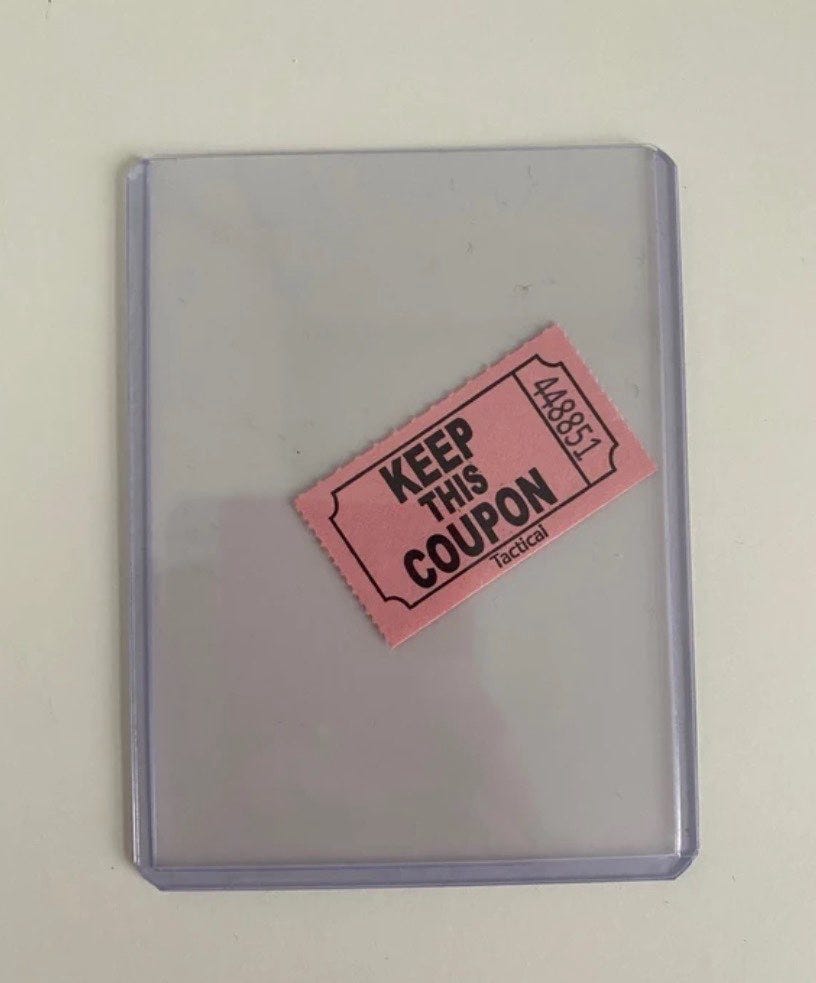 KEEP
THIS
COUPON
Tactical
448851